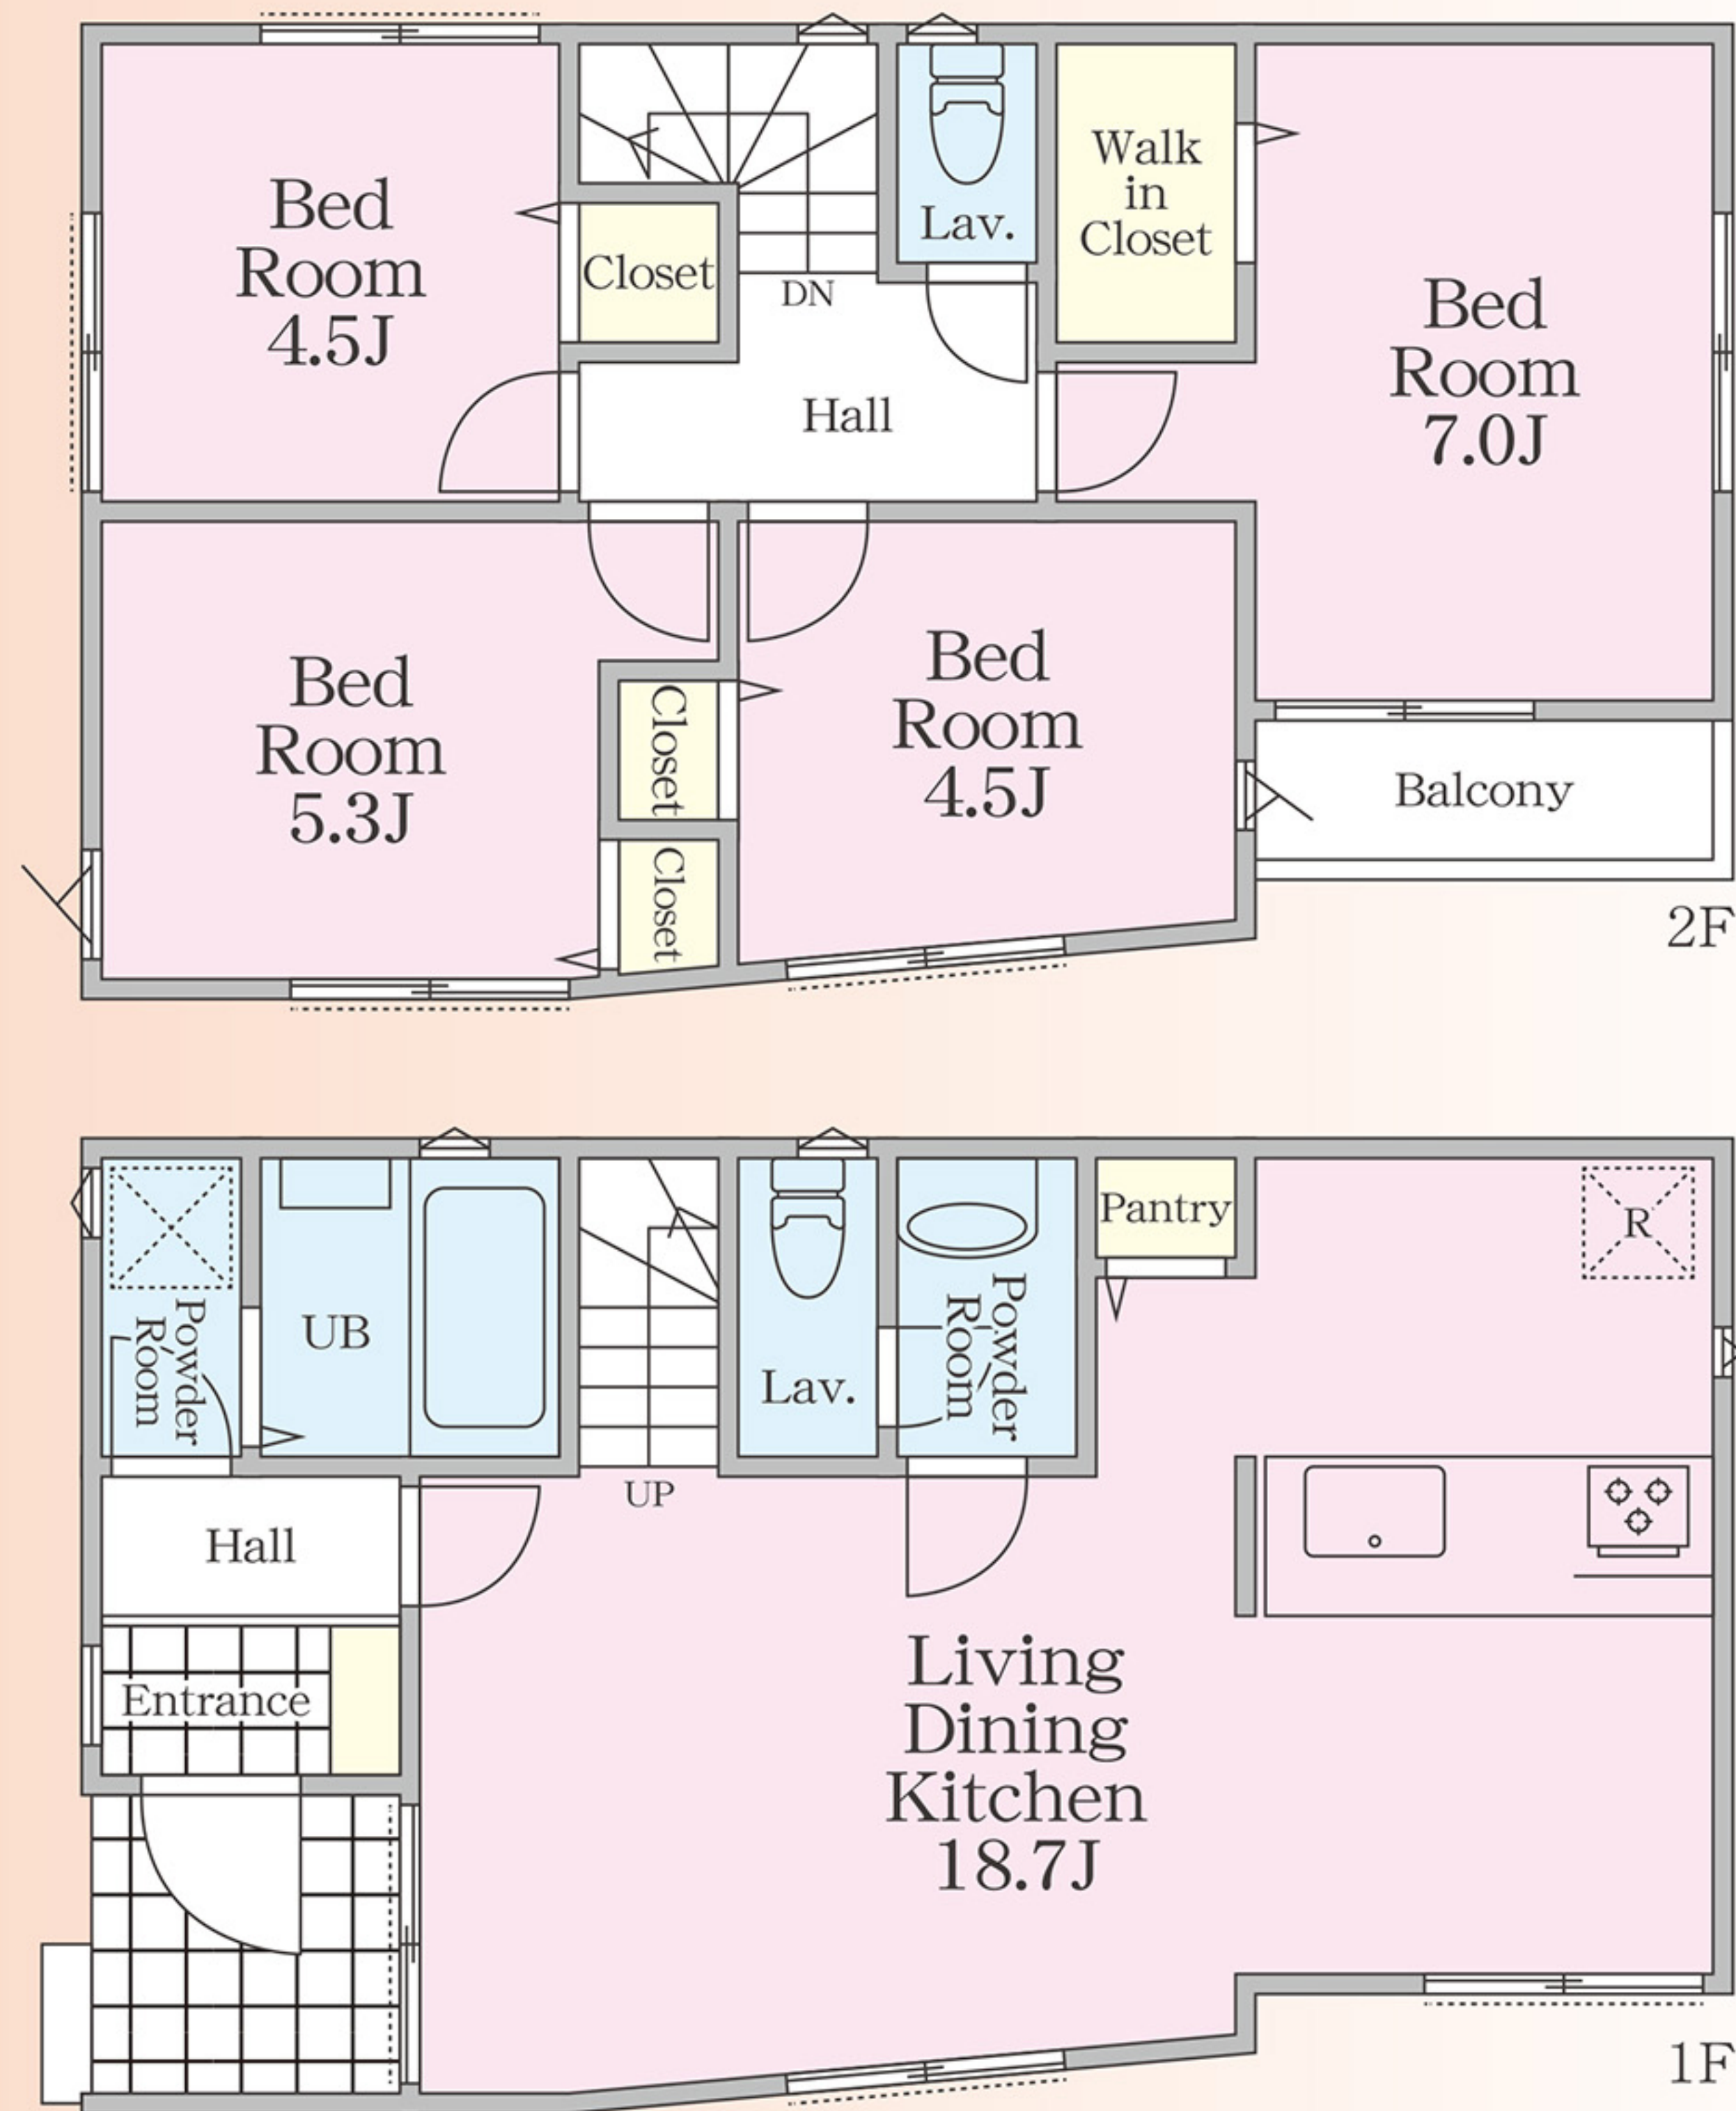 Bed
Room
4.5J
Closet
DN
Lav.
Walk
in
Closet
Bed
Room
7.0J
Hall
Bed
Room
5.3J
Closet
Closet
Bed
Room
4.5J
Balcony
2F
Powder
Room
UB
UP
Lav.
Powder
Room
Pantry
R
Hall
Entrance
Living
Dining
Kitchen
18.7J
1F